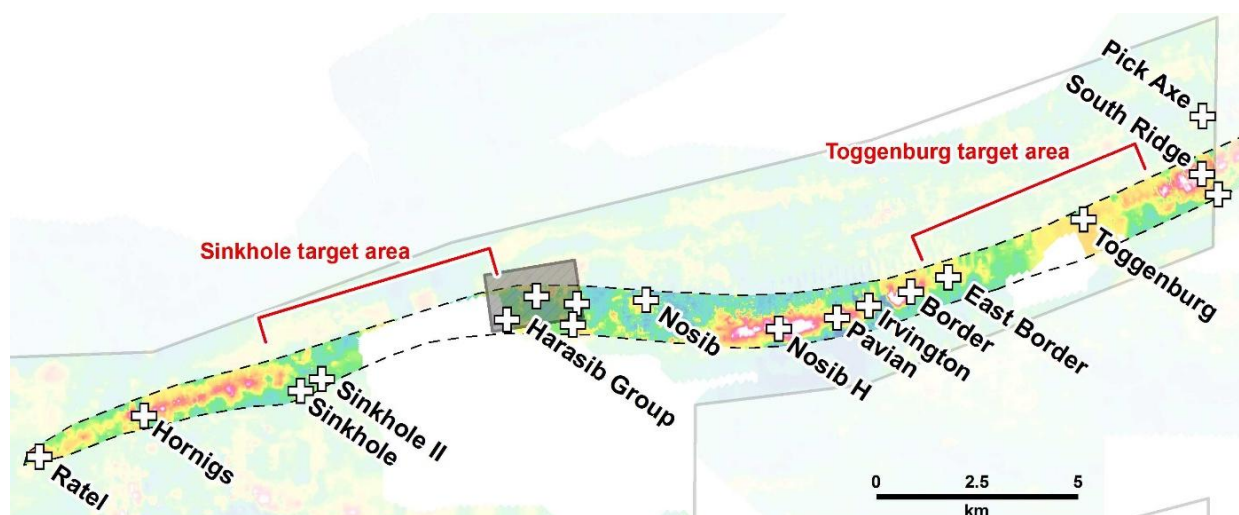 Pick Axe
South Ridge
Toggenburg target area
Sinkhole target area
Toggenburg
East Border
Border
Irvington
Pavian
Nosib H
Nosib
Harasib Group
Sinkhole II
Sinkhole
Hornigs
Ratel
0 2.5 5
km